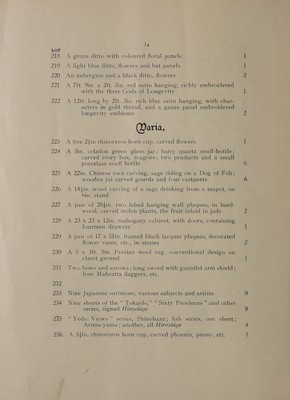 14
LOT
218 A green ditto with coloured floral panels 1
219 A light blue ditto, flowers and bat panels 1
220 An aubergine and a black ditto, flowers 2
221 A 7ft. 9in. x 2ft. 3in. red satin hanging, richly embroidered
with the three Gods of Longevity 1
222 A 12ft. long by 2ft. 3in. rich blue satin hanging, with char-
acters in gold thread, and a gauze panel embroidered
longevity emblems 2
Varia.
223 A fine 2½in rhinoceros horn cup, carved flowers 1
224 A 3in. celadon green glass jar; hairy quartz snuff-bottle;
carved ivory box, dragons; two pendants and a small
porcelain snuff bottle 6
225 A 22in. Chinese root carving, sage riding on a Dog of Foh;
wooden jui carved gourds and four castanets 6
226 A 14½in. wood carving of a sage drinking from a teapot, on
ox, stand
227 A pair of 28½in. two lobed hanging wall plaques, in hard-
wood, carved melon plants, the fruit inlaid in jade 2
228 A 23 x 23 x 12in. mahogany cabinet, with doors, containing
fourteen drawers 1
229 A pair of 17 x 11in. framed black lacquer plaques, decorated
flower vases, etc., in stones 2
230 A 5 x 3ft. 3in. Persian wool rug, conventional design on
claret ground 1
231 Two bows and arrows; long sword with gauntlet arm shield;
four Mahratta daggers, etc.
232
233 Nine Japanese surimono, various subjects and artists 9
234 Nine sheets of the "Tokaido," "Sixty Provinces" and other
series, signed Hiroshige 9
235 "Yedo Views" series, Shinobazu; fish series, one sheet;
Arima-yama; another, all Hiroshige 4
236 A 3½in. rhinoceros horn cup, carved phoenix, peony, etc. 1